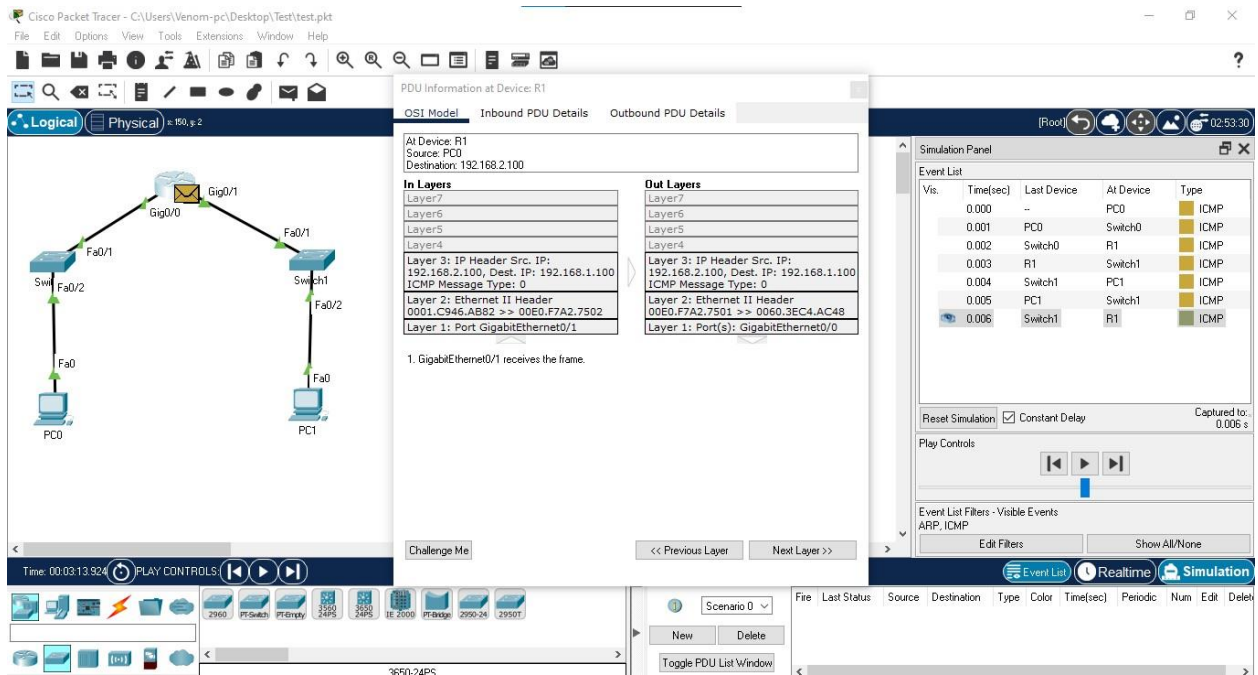 Cisco Packet Tracer - C:\Users\Venom-pc\Desktop\Test\test.pkt
File Edit Options View Tools Extensions Window Help
?
Logical
Physical
x: 150, y: 2
[Root]
02:53:30
PDU Information at Device: R1
OSI Model Inbound PDU Details Outbound PDU Details
At Device: R1
Source: PC0
Destination: 192.168.2.100
In Layers
Layer7
Layer6
Layer5
Layer4
Layer 3: IP Header Src. IP:
192.168.2.100, Dest. IP: 192.168.1.100
ICMP Message Type: 0
Layer 2: Ethernet II Header
0001.C946.AB82 >> 00E0.F7A2.7502
Layer 1: Port GigabitEthernet0/1
Out Layers
Layer7
Layer6
Layer5
Layer4
Layer 3: IP Header Src. IP:
192.168.2.100, Dest. IP: 192.168.1.100
ICMP Message Type: 0
Layer 2: Ethernet II Header
00E0.F7A2.7501 >> 0060.3EC4.AC48
Layer 1: Port(s): GigabitEthernet0/0
1. GigabitEthernet0/1 receives the frame.
Challenge Me
<< Previous Layer
Next Layer >>
Gig0/1
Gig0/0
Fa0/1
Fa0/1
Swi
Fa0/2
Switch1
Fa0/2
Fa0
Fa0
PC0
PC1
Simulation Panel
Event List
Vis. Time(sec) Last Device At Device Type
0.000 -- PC0 ICMP
0.001 PC0 Switch0 ICMP
0.002 Switch0 R1 ICMP
0.003 R1 Switch1 ICMP
0.004 Switch1 PC1 ICMP
0.005 PC1 Switch1 ICMP
0.006 Switch1 R1 ICMP
Reset Simulation
Constant Delay
Captured to:
0.006 s
Play Controls
Event List Filters - Visible Events
ARP, ICMP
Edit Filters
Show All/None
Time: 00:03:13.924
PLAY CONTROLS:
Event List
Realtime
Simulation
2960 PT-Switch PT-Empty 3560 24PS 3650 24PS IE 2000 PT-Bridge 2950-24 2950T
3650-24PS
Scenario 0
New
Delete
Toggle PDU List Window
Fire Last Status Source Destination Type Color Time(sec) Periodic Num Edit Delet